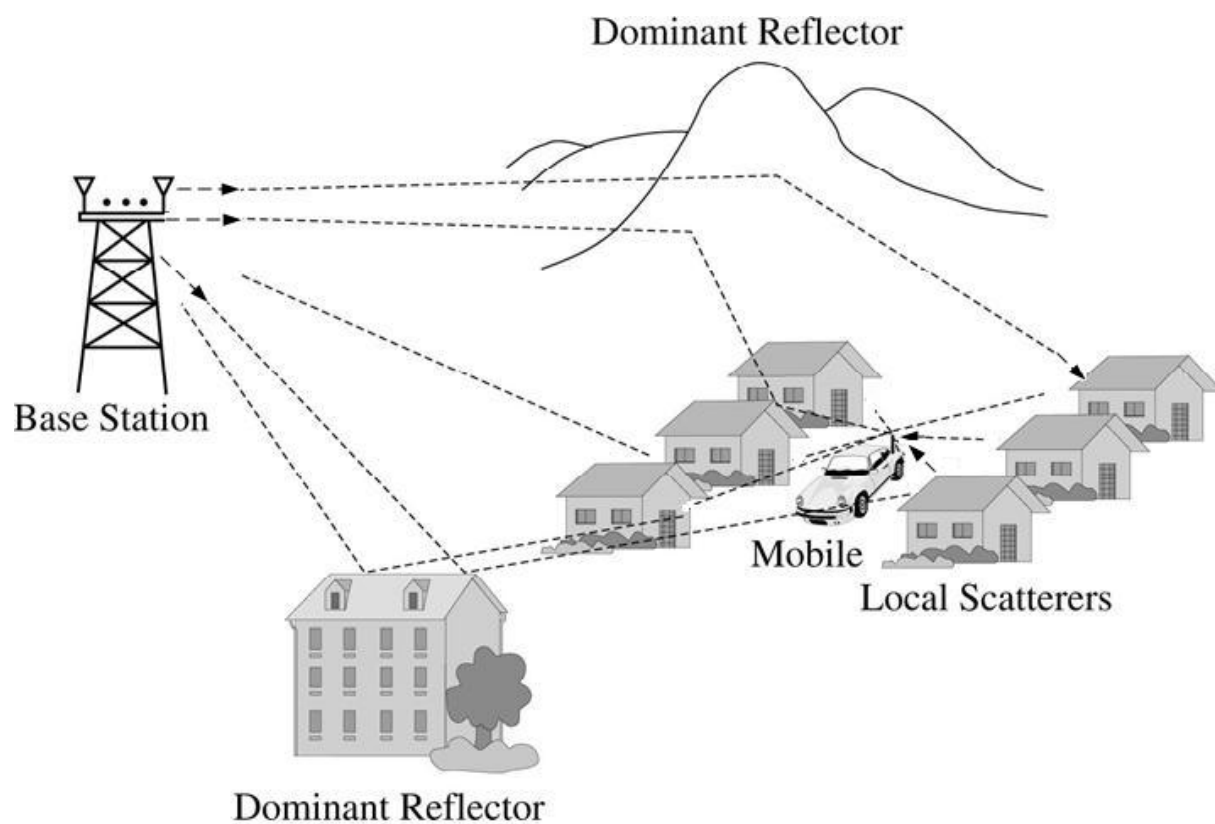 Dominant Reflector
Base Station
Mobile
Local Scatterers
Dominant Reflector